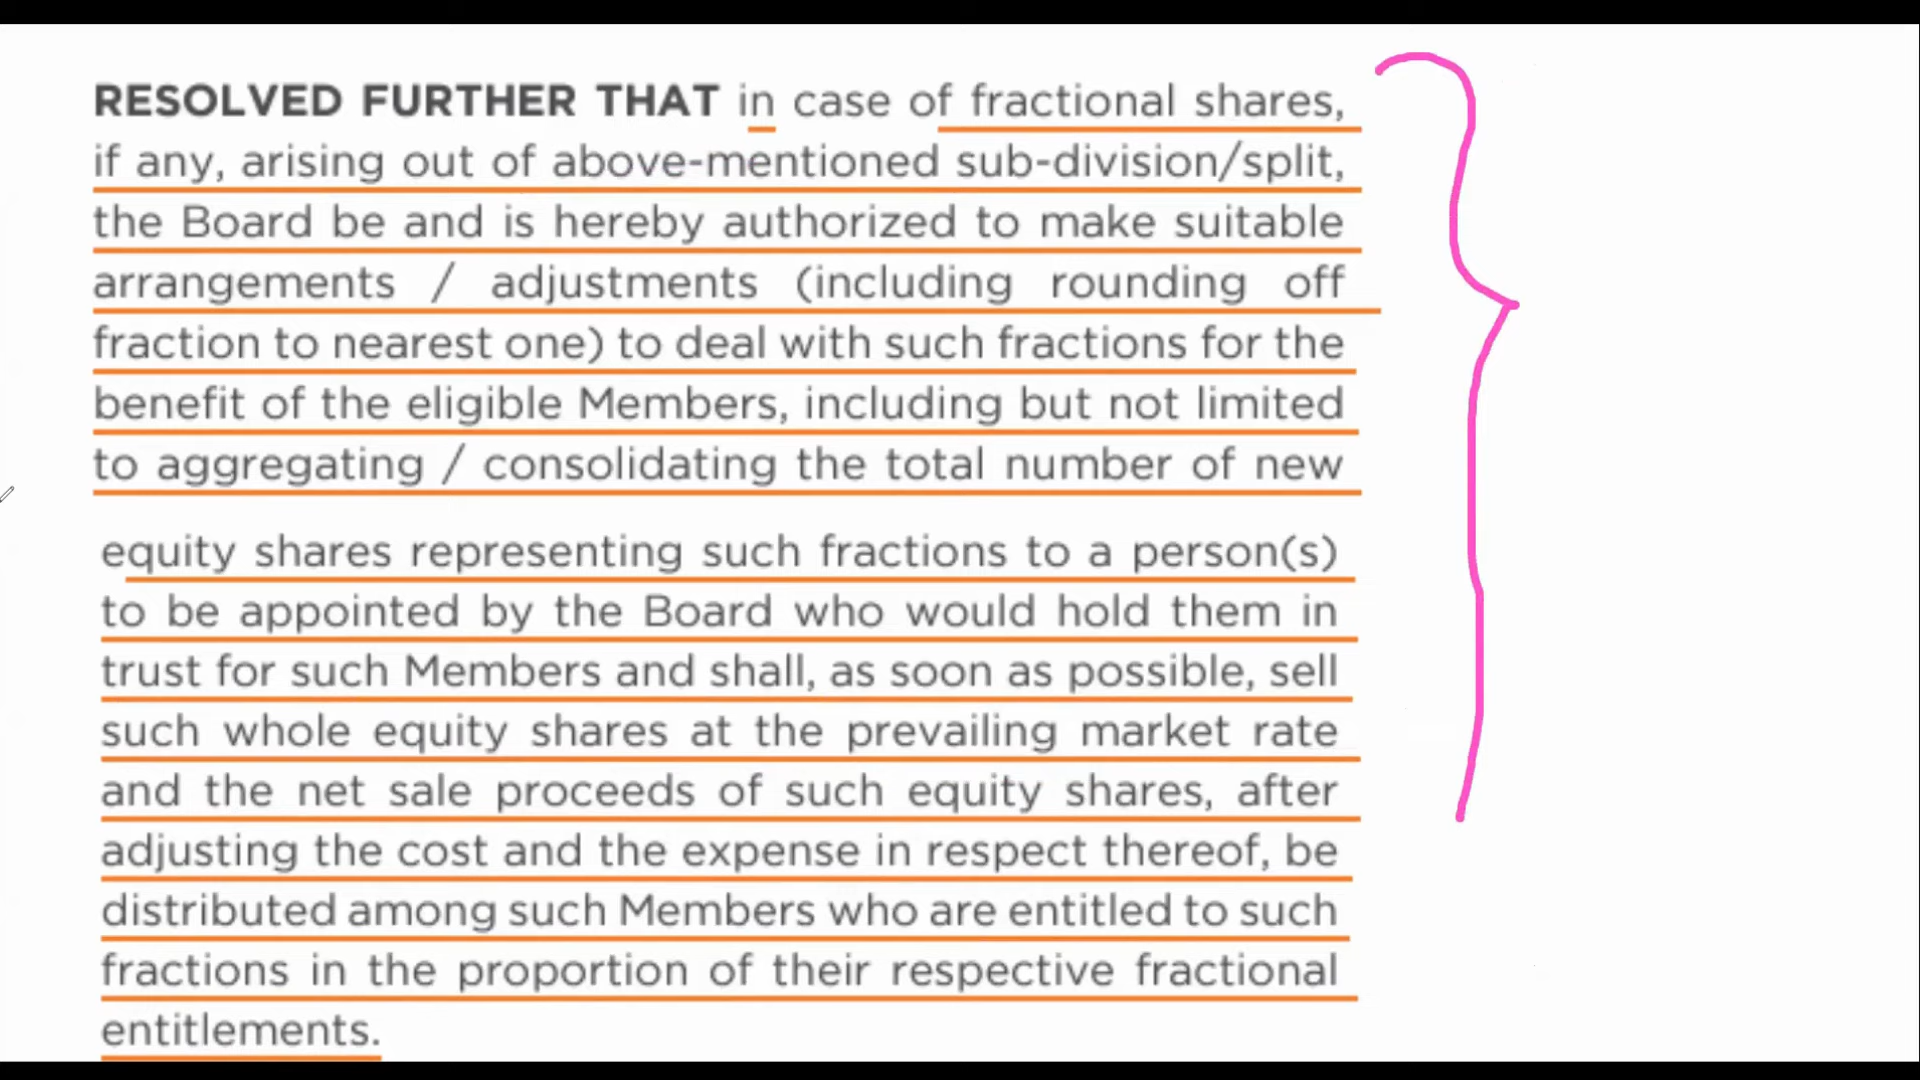 RESOLVED FURTHER THAT in case of fractional shares,
if any, arising out of above-mentioned sub-division/split,
the Board be and is hereby authorized to make suitable
arrangements / adjustments (including rounding off
fraction to nearest one) to deal with such fractions for the
benefit of the eligible Members, including but not limited
to aggregating / consolidating the total number of new
equity shares representing such fractions to a person(s)
to be appointed by the Board who would hold them in
trust for such Members and shall, as soon as possible, sell
such whole equity shares at the prevailing market rate
and the net sale proceeds of such equity shares, after
adjusting the cost and the expense in respect thereof, be
distributed among such Members who are entitled to such
fractions in the proportion of their respective fractional
entitlements.